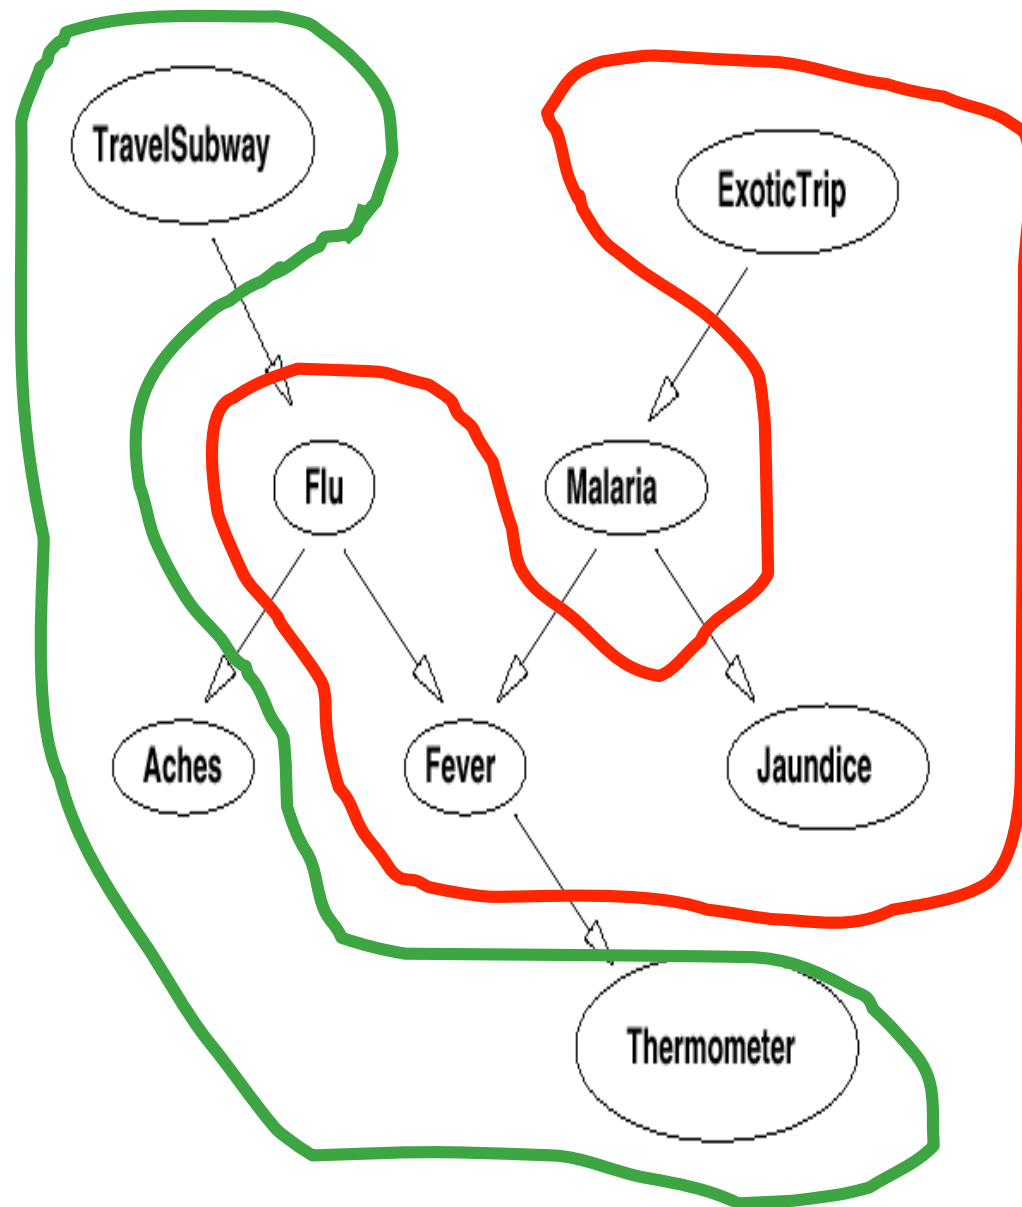 TravelSubway
ExoticTrip
Flu
Malaria
Aches
Fever
Jaundice
Thermometer